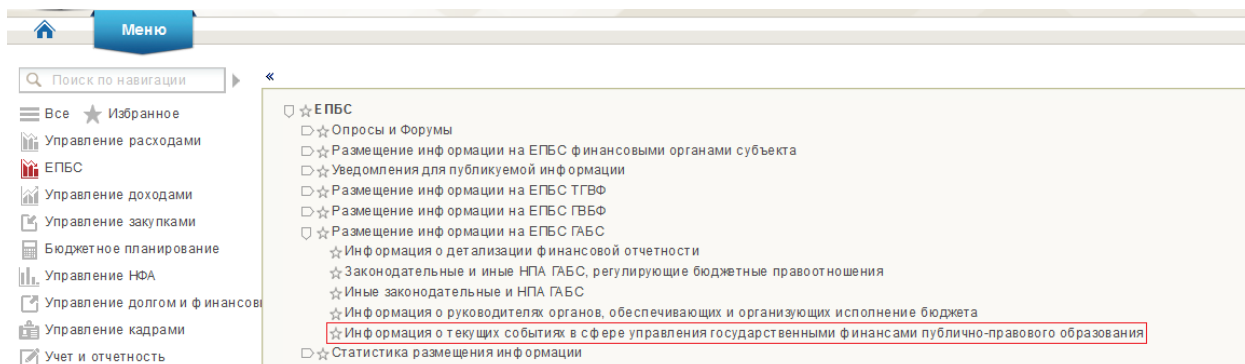 Меню
Поиск по навигации
«
Все Избранное
Управление расходами
ЕПБС
Управление доходами
Управление закупками
Бюджетное планирование
Управление НФА
Управление долгом и финансовы
Управление кадрами
Учет и отчетность
ЕПБС
Опросы и Форумы
Размещение информации на ЕПБС финансовыми органами субъекта
Уведомления для публикуемой информации
Размещение информации на ЕПБС ТГВФ
Размещение информации на ЕПБС ГВБФ
Размещение информации на ЕПБС ГАБС
Информация о детализации финансовой отчетности
Законодательные и иные НПА ГАБС, регулирующие бюджетные правоотношения
Иные законодательные и НПА ГАБС
Информация о руководителях органов, обеспечивающих и организующих исполнение бюджета
Информация о текущих событиях в сфере управления государственными финансами публично-правового образования
Статистика размещения информации